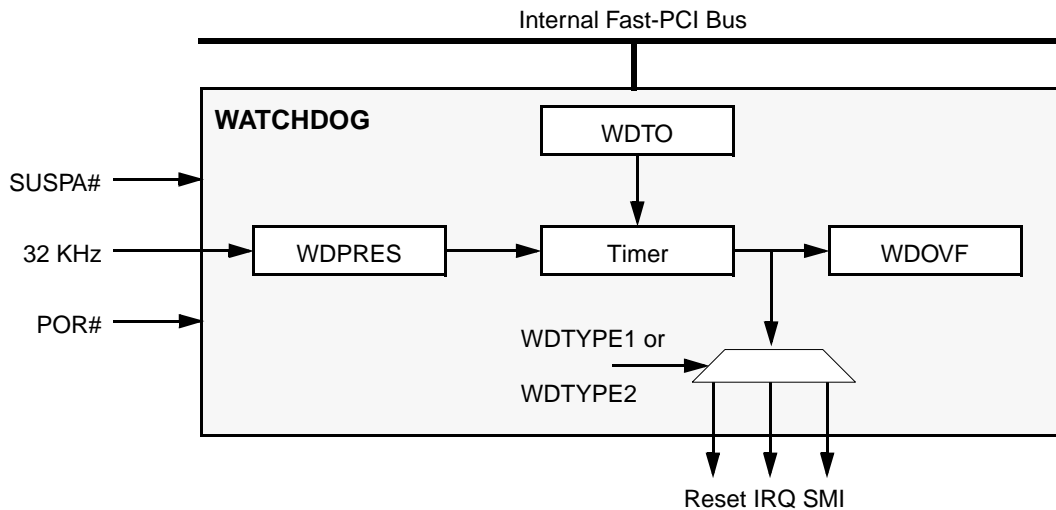 Internal Fast-PCI Bus
WATCHDOG
WDTO
SUSPA#
32 KHz
WDPRES
Timer
WDOVF
POR#
WDTYPE1 or
WDTYPE2
Reset IRQ SMI